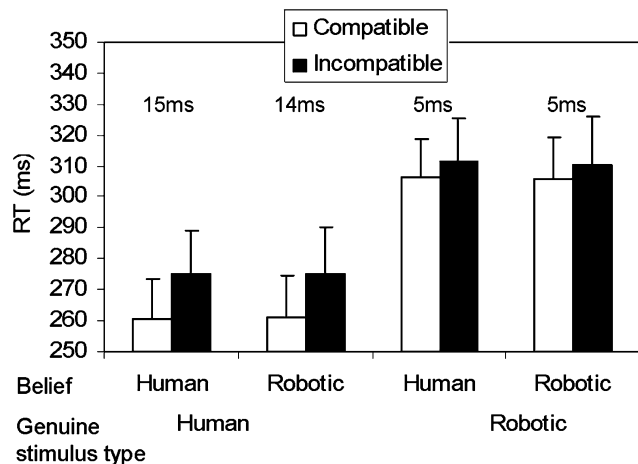 Compatible
Incompatible
350
340
330
320
310
300
290
280
270
260
250
RT (ms)
15ms 14ms 5ms 5ms
Belief Human Robotic Human Robotic
Genuine stimulus type Human Robotic